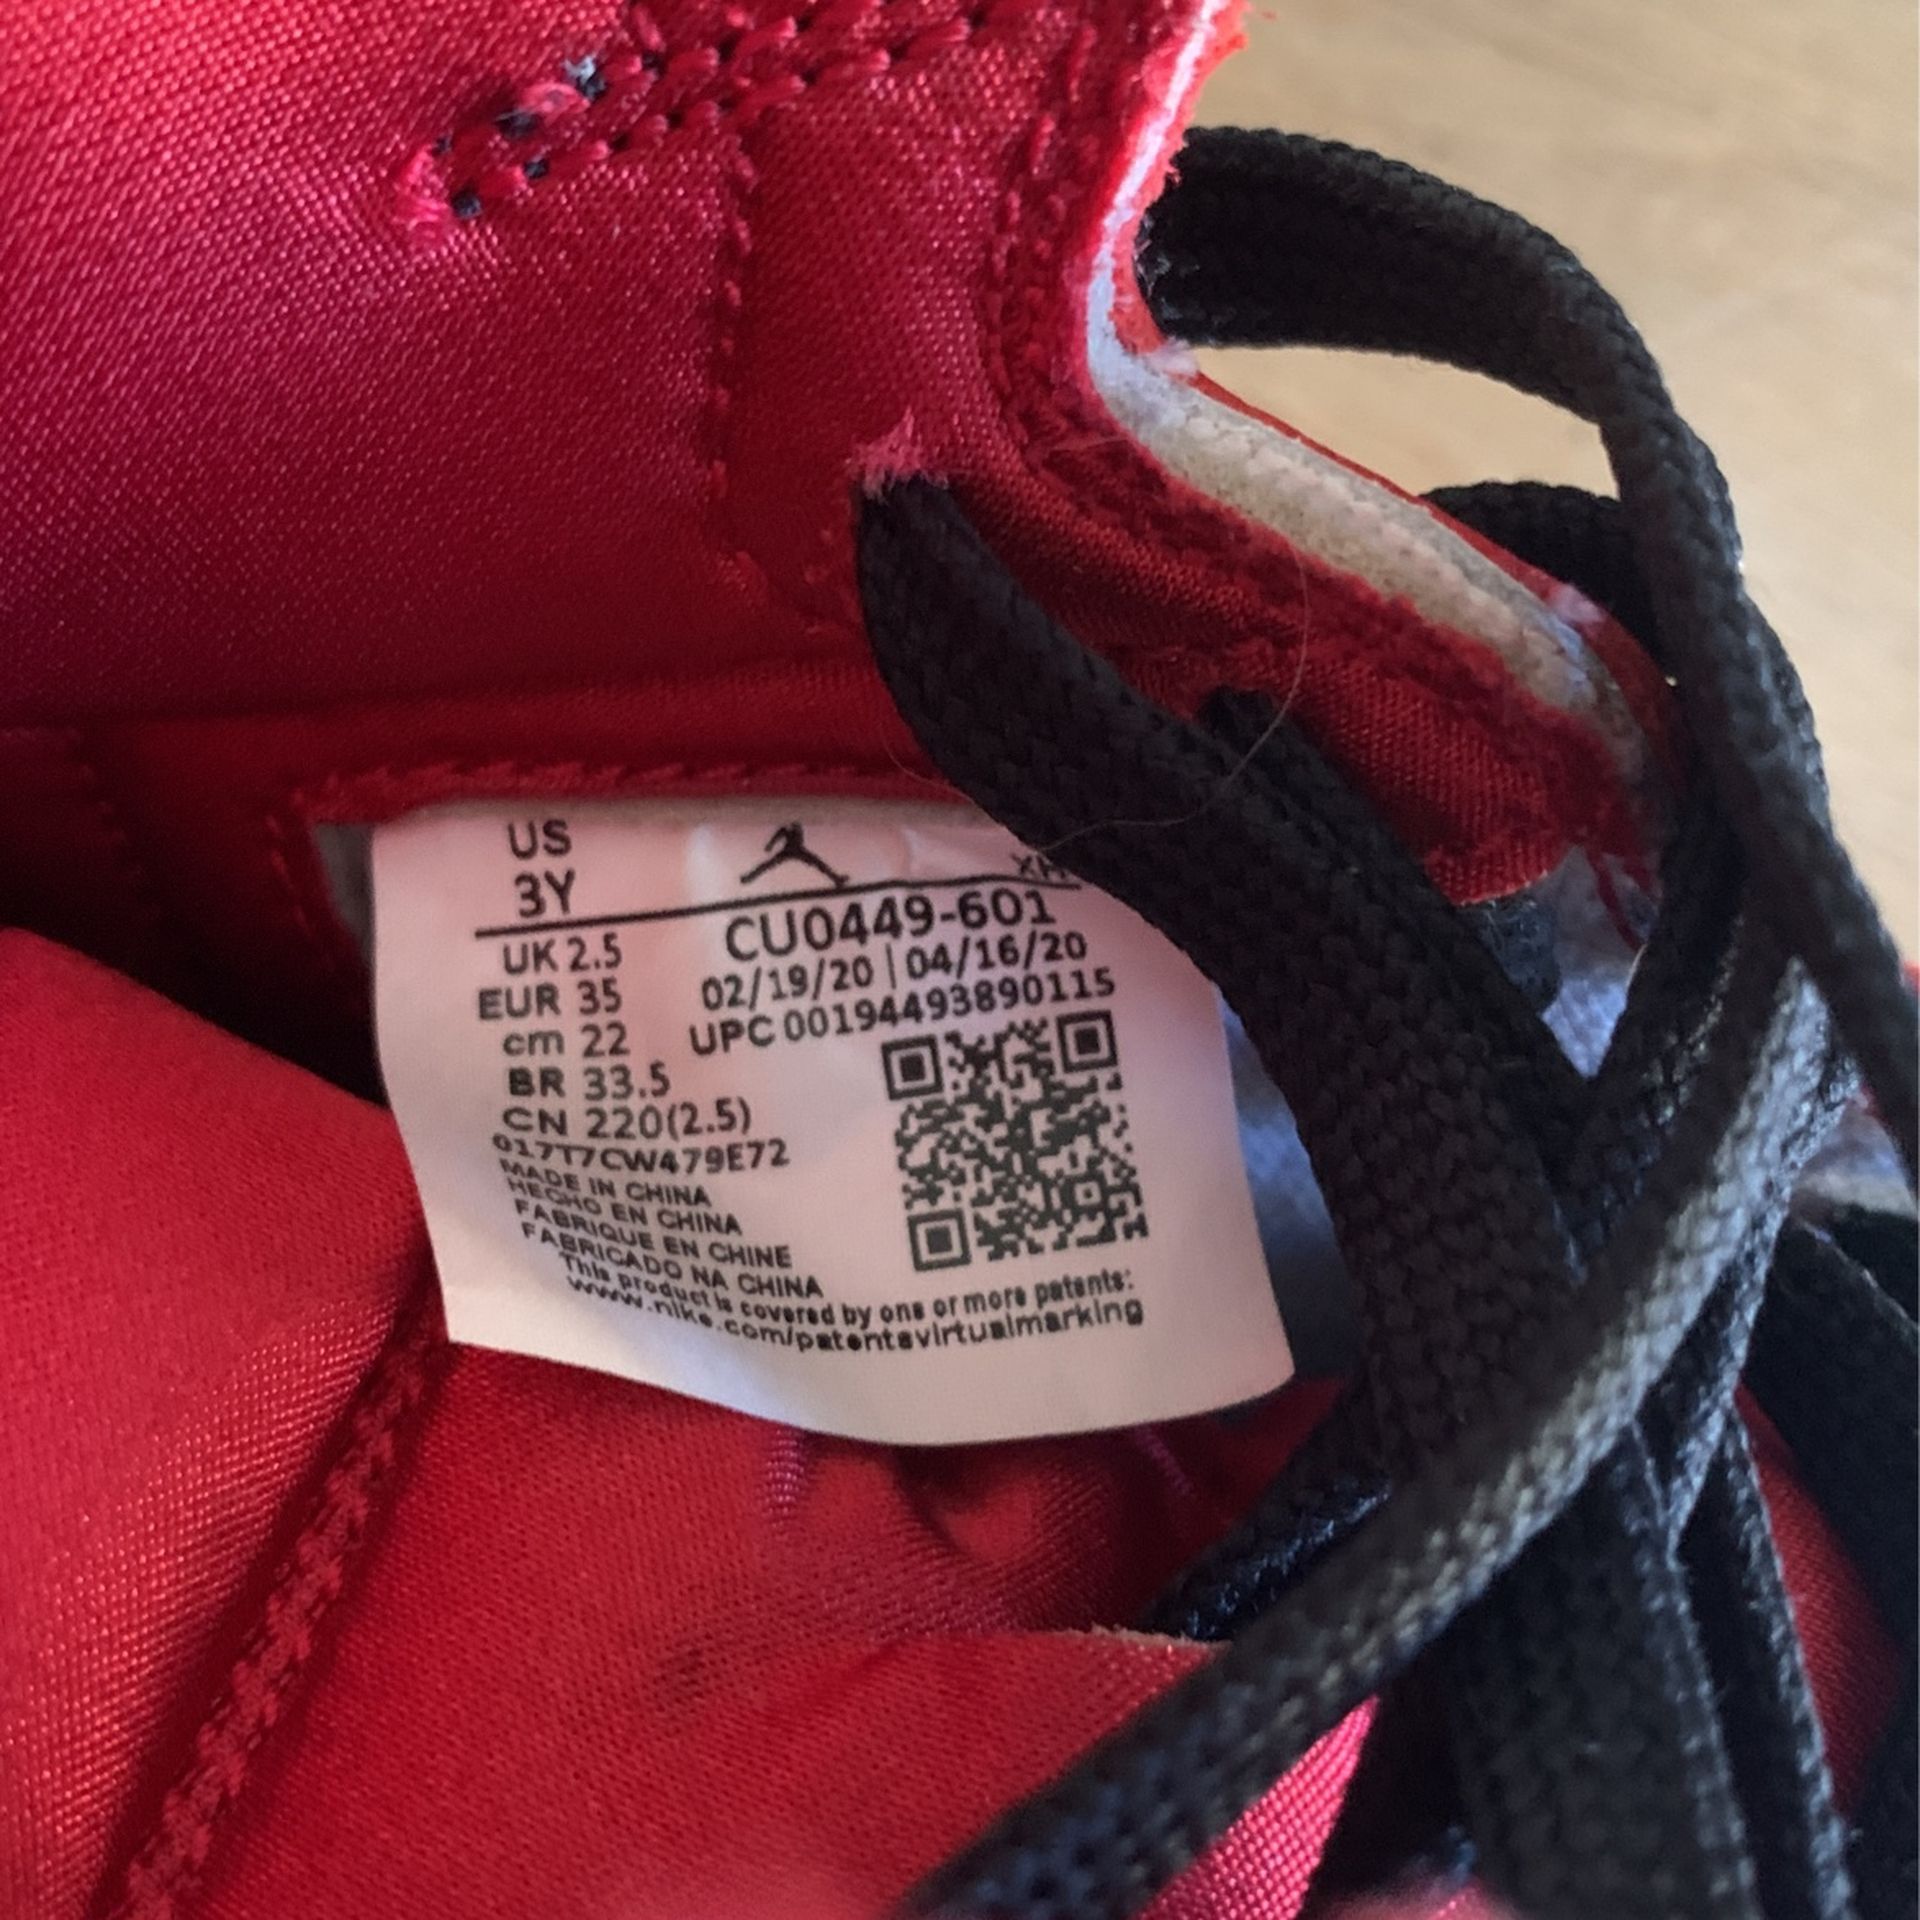 US
3Y
CU0449-601
UK 2.5
02/19/20 | 04/16/20
EUR 35
UPC 00194493890115
cm 22
BR 33.5
CN 220(2.5)
017T7CW479E72
MADE IN CHINA
HECHO EN CHINA
FABRIQUE EN CHINE
FABRICADO NA CHINA
This product is covered by one or more patents:
www.nike.com/patentsvirtualmarking